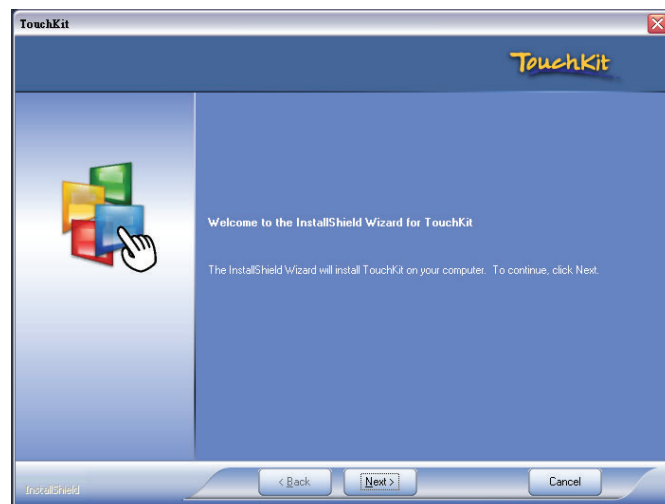 TouchKit
TouchKit
Welcome to the InstallShield Wizard for TouchKit
The InstallShield Wizard will install TouchKit on your computer. To continue, click Next.
InstallShield
< Back
Next >
Cancel